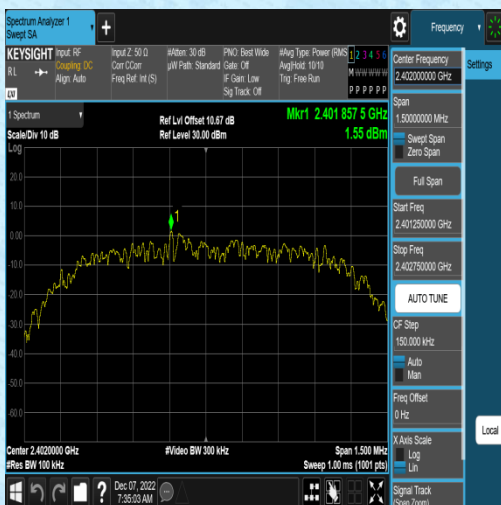 Spectrum Analyzer 1
Swept SA
+
Frequency
KEYSIGHT
RL
LNI
Input: RF
Coupling: DC
Align: Auto
Input Z: 50 Ω
Corr CCorr
Freq Ref: Int (S)
#Atten: 30 dB
µW Path: Standard
PNO: Best Wide
Gate: Off
IF Gain: Low
Sig Track: Off
#Avg Type: Power (RMS)
Avg|Hold: 10/10
Trig: Free Run
1 2 3 4 5 6
M W W W W W
P P P P P P
1 Spectrum
Scale/Div 10 dB
Log
Ref Lvl Offset 10.67 dB
Ref Level 30.00 dBm
Mkr1 2.401 857 5 GHz
1.55 dBm
20.0
10.0
0.00
-10.0
-20.0
-30.0
-40.0
-50.0
-60.0
1
Center 2.4020000 GHz
#Res BW 100 kHz
#Video BW 300 kHz
Span 1.500 MHz
Sweep 1.00 ms (1001 pts)
Center Frequency
2.402000000 GHz
Span
1.50000000 MHz
Swept Span
Zero Span
Full Span
Start Freq
2.401250000 GHz
Stop Freq
2.402750000 GHz
AUTO TUNE
CF Step
150.000 kHz
Auto
Man
Freq Offset
0 Hz
X Axis Scale
Log
Lin
Signal Track
(Span Zoom)
Settings
Local
?
Dec 07, 2022
7:35:03 AM